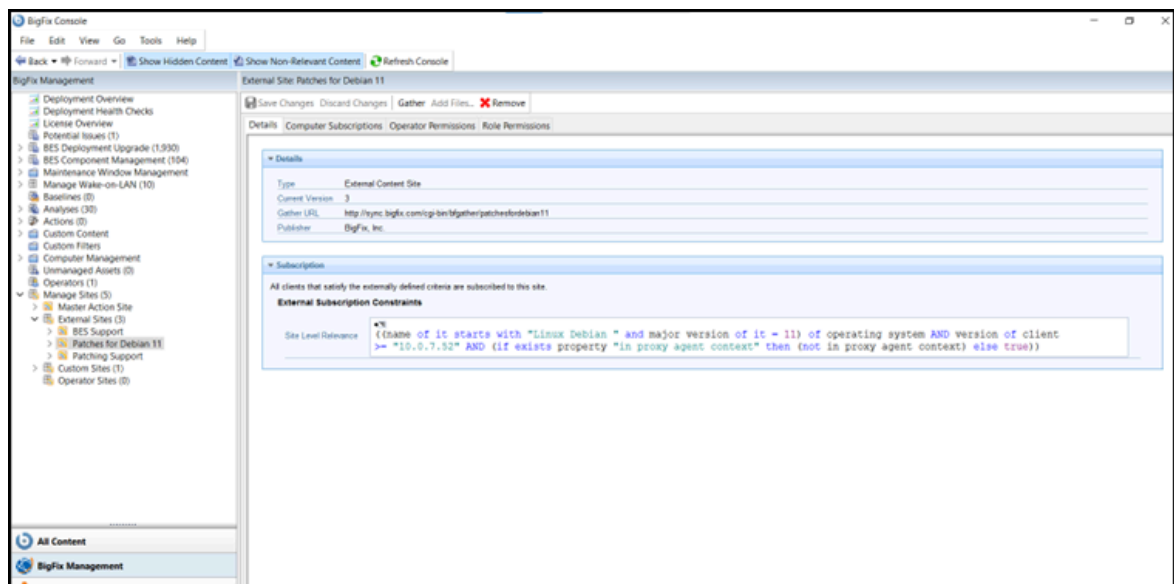 BigFix Console
File Edit View Go Tools Help
Back Forward Show Hidden Content Show Non-Relevant Content Refresh Console
BigFix Management
External Site: Patches for Debian 11
Deployment Overview
Deployment Health Checks
License Overview
Potential Issues (1)
BES Deployment Upgrade (1,930)
BES Component Management (104)
Maintenance Window Management
Manage Wake-on-LAN (10)
Baselines (0)
Analyses (30)
Actions (0)
Custom Content
Custom Filters
Computer Management
Unmanaged Assets (0)
Operators (1)
Manage Sites (5)
Master Action Site
External Sites (3)
BES Support
Patches for Debian 11
Patching Support
Custom Sites (1)
Operator Sites (0)
All Content
BigFix Management
Save Changes Discard Changes Gather Add Files... Remove
Details Computer Subscriptions Operator Permissions Role Permissions
Details
Type External Content Site
Current Version 3
Gather URL http://sync.bigfix.com/cgi-bin/bfgather/patchesfordebian11
Publisher BigFix, Inc.
Subscription
All clients that satisfy the externally defined criteria are subscribed to this site.
External Subscription Constraints
Site Level Relevance
((name of it starts with "Linux Debian " and major version of it = 11) of operating system AND version of client
>= "10.0.7.52" AND (if exists property "in proxy agent context" then (not in proxy agent context) else true))